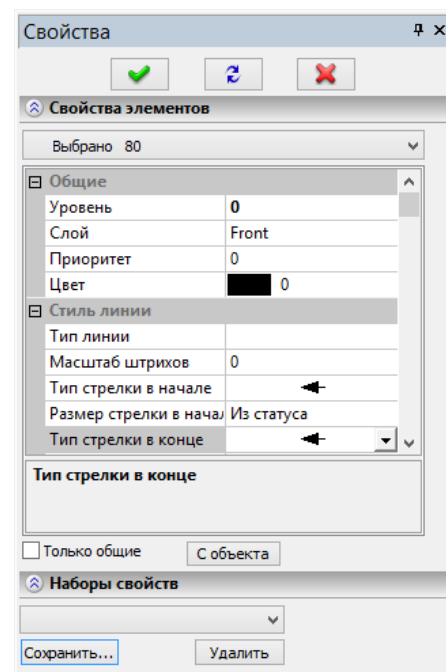 Свойства
Свойства элементов
Выбрано 80
Общие
Уровень 0
Слой Front
Приоритет 0
Цвет 0
Стиль линии
Тип линии
Масштаб штрихов 0
Тип стрелки в начале
Размер стрелки в начал Из статуса
Тип стрелки в конце
Тип стрелки в конце
Только общие С объекта
Наборы свойств
Сохранить... Удалить